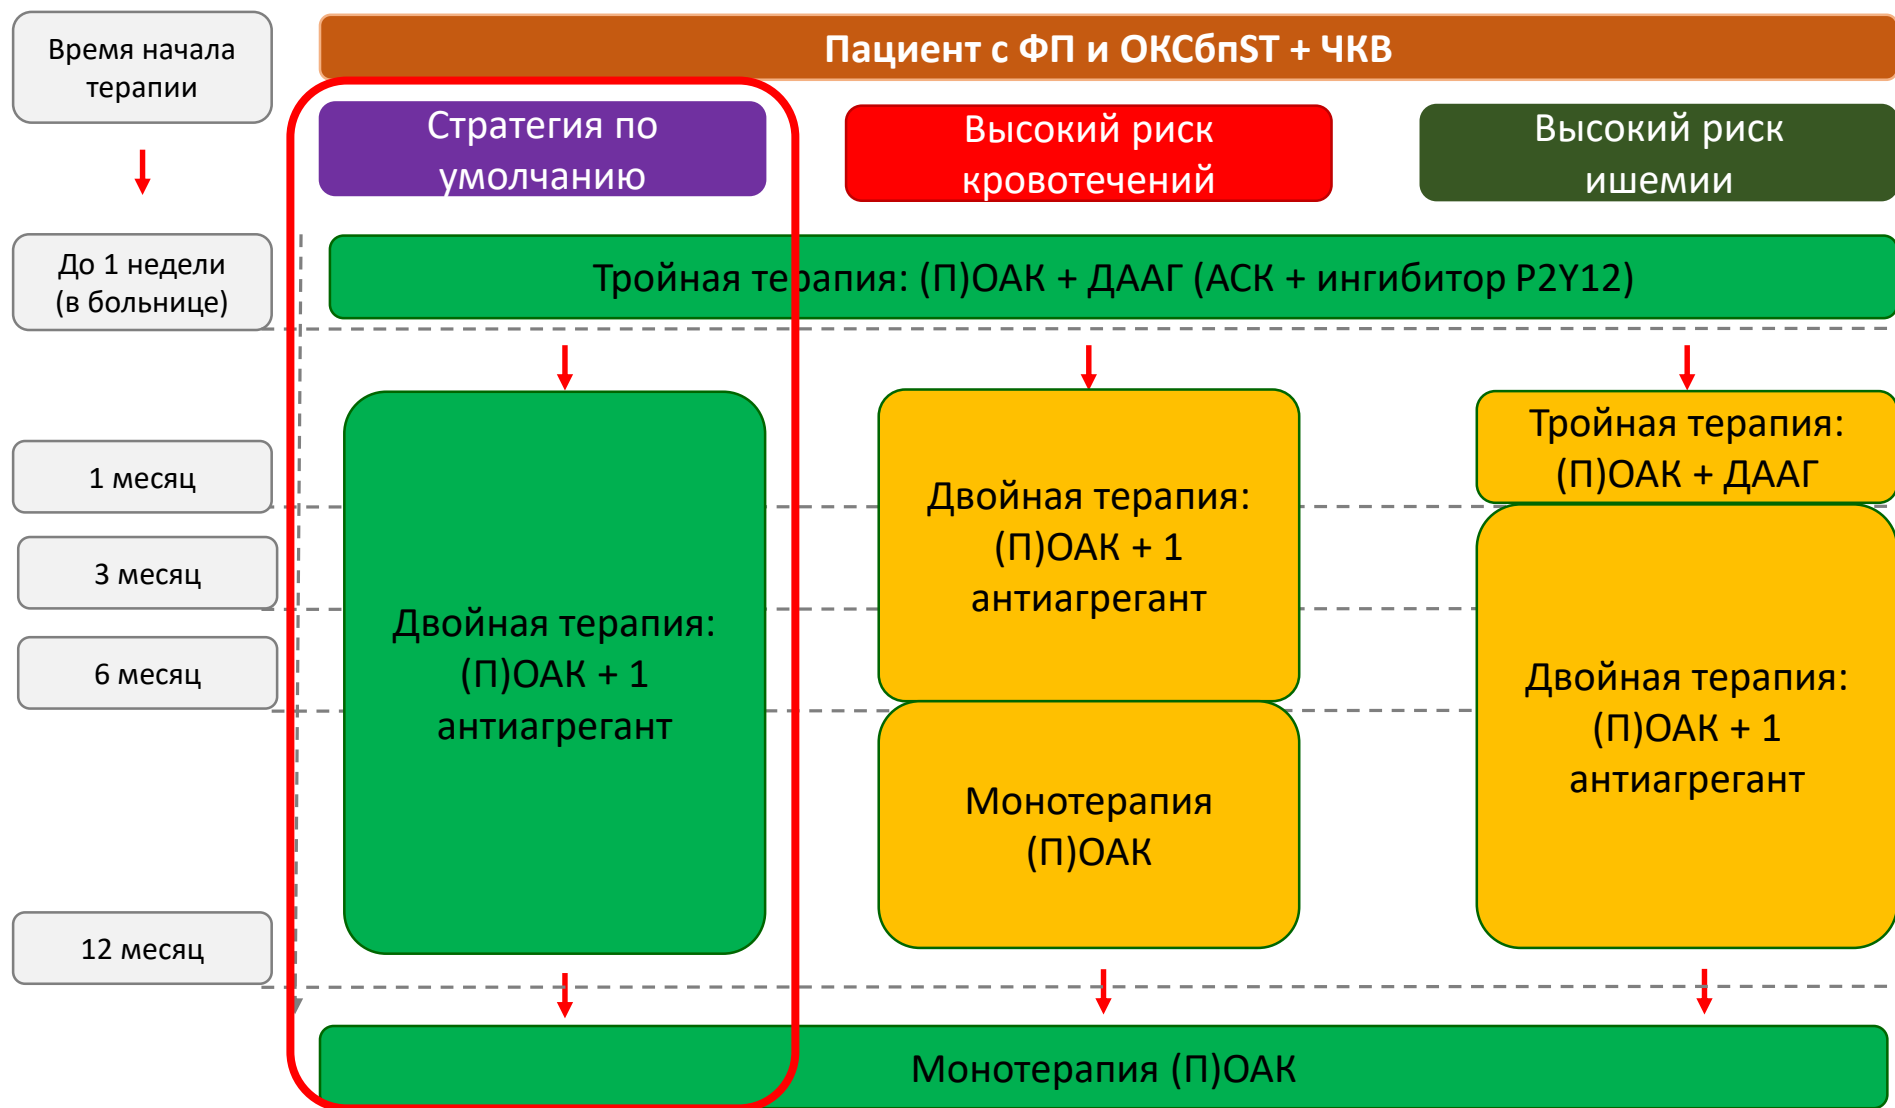 Время начала
терапии
Пациент с ФП и ОКСбпST + ЧКВ
Стратегия по
умолчанию
Высокий риск
кровотечений
Высокий риск
ишемии
До 1 недели
(в больнице)
Тройная терапия: (П)ОАК + ДААГ (АСК + ингибитор P2Y12)
1 месяц
3 месяц
6 месяц
12 месяц
Двойная терапия:
(П)ОАК + 1
антиагрегант
Двойная терапия:
(П)ОАК + 1
антиагрегант
Монотерапия
(П)ОАК
Тройная терапия:
(П)ОАК + ДААГ
Двойная терапия:
(П)ОАК + 1
антиагрегант
Монотерапия (П)ОАК